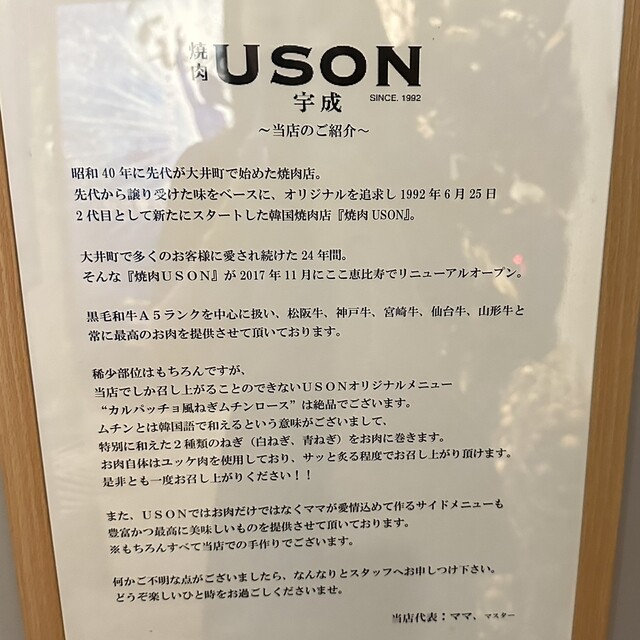 焼肉 USON
宇成 SINCE. 1992
～当店のご紹介～
昭和40年に先代が大井町で始めた焼肉店。
先代から譲り受けた味をベースに、オリジナルを追求し1992年6月25日
2代目として新たにスタートした韓国焼肉店『焼肉USON』。
大井町で多くのお客様に愛され続けた24年間。
そんな『焼肉ＵＳＯＮ』が2017年11月にここ恵比寿でリニューアルオープン。
黒毛和牛Ａ５ランクを中心に扱い、松阪牛、神戸牛、宮崎牛、仙台牛、山形牛と
常に最高のお肉を提供させて頂いております。
稀少部位はもちろんですが、
当店でしか召し上がることのできないＵＳＯＮオリジナルメニュー
“カルパッチョ風ねぎムチンロース”は絶品でございます。
ムチンとは韓国語で和えるという意味がございまして、
特別に和えた２種類のねぎ（白ねぎ、青ねぎ）をお肉に巻きます。
お肉自体はユッケ肉を使用しており、サッと炙る程度でお召し上がり頂けます。
是非とも一度お召し上がりください！！
また、ＵＳＯＮではお肉だけではなくママが愛情込めて作るサイドメニューも
豊富かつ最高に美味しいものを提供させて頂いております。
※もちろんすべて当店での手作りでございます。
何かご不明な点がございましたら、なんなりとスタッフへお申しつけ下さい。
どうぞ楽しいひと時をお過ごしくださいませ。
当店代表：ママ、マスター